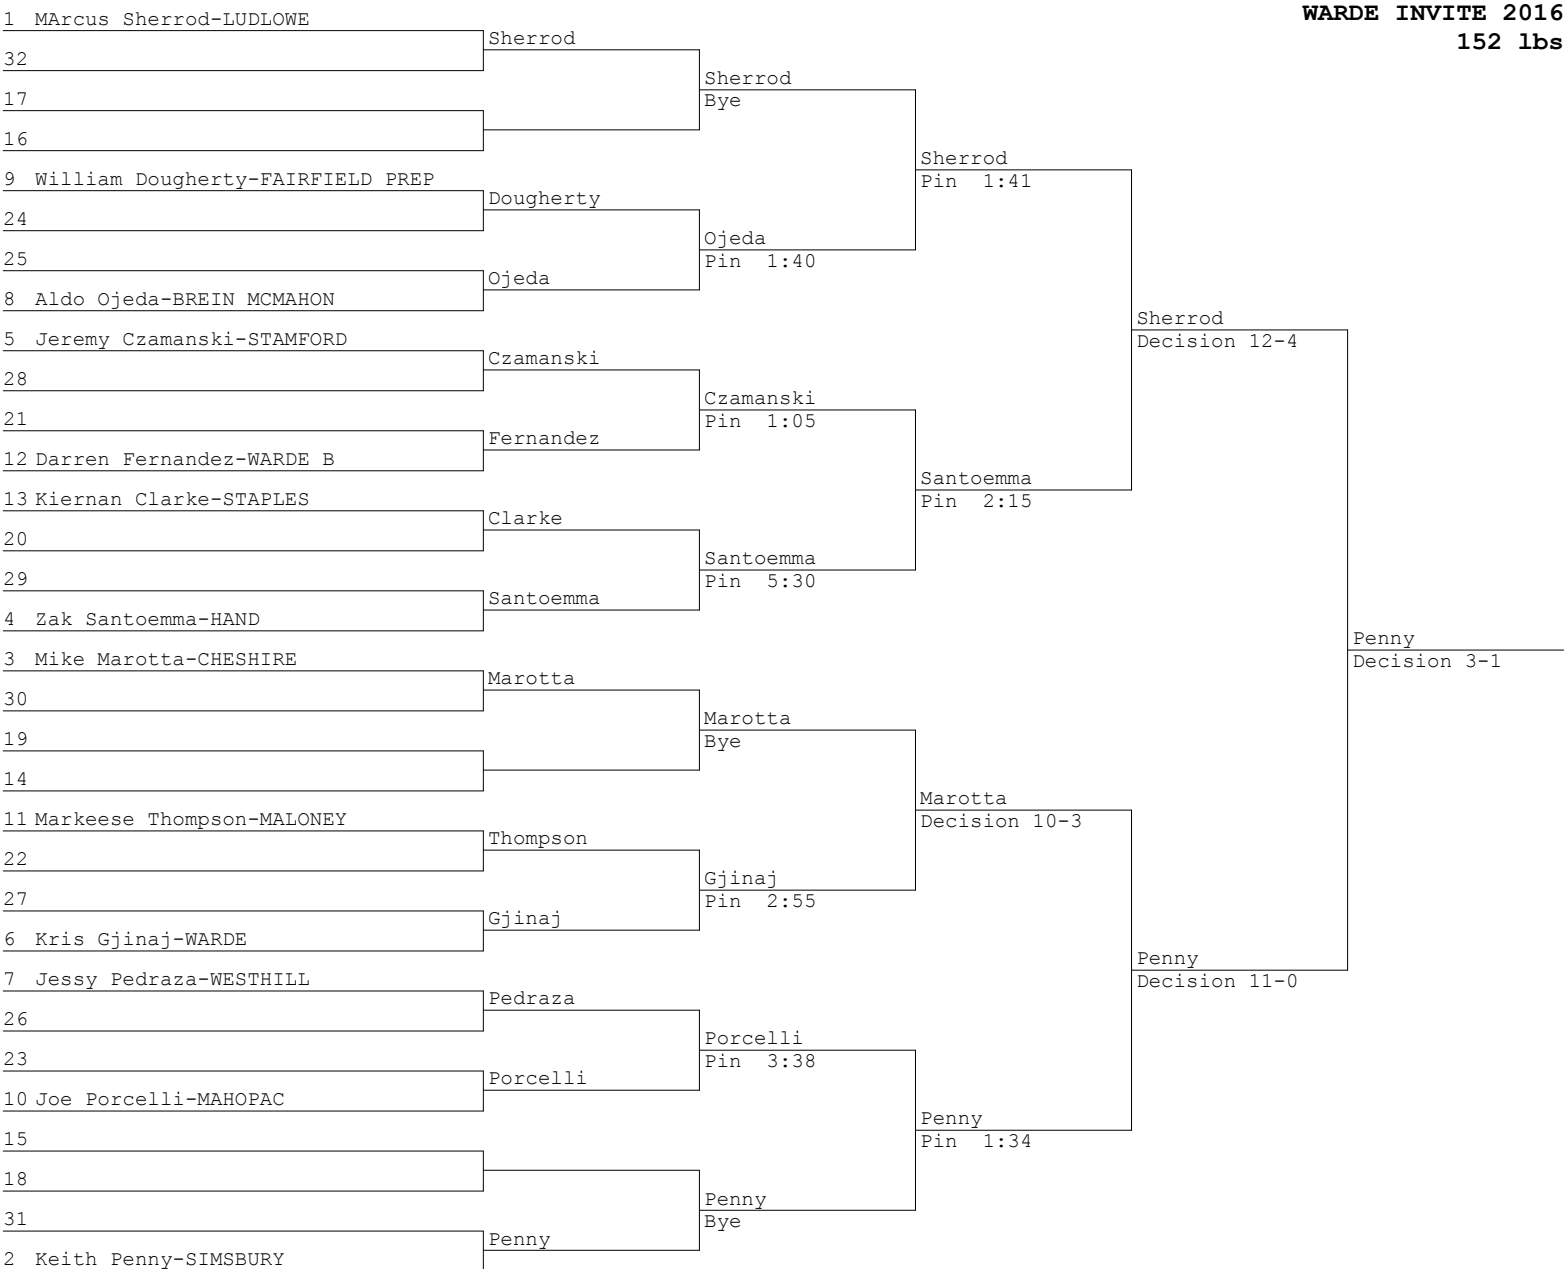 WARDE INVITE 2016
152 lbs
1 MArcus Sherrod-LUDLOWE
32
17
16
9 William Dougherty-FAIRFIELD PREP
24
25
8 Aldo Ojeda-BREIN MCMAHON
5 Jeremy Czamanski-STAMFORD
28
21
12 Darren Fernandez-WARDE B
13 Kiernan Clarke-STAPLES
20
29
4 Zak Santoemma-HAND
3 Mike Marotta-CHESHIRE
30
19
14
11 Markeese Thompson-MALONEY
22
27
6 Kris Gjinaj-WARDE
7 Jessy Pedraza-WESTHILL
26
23
10 Joe Porcelli-MAHOPAC
15
18
31
2 Keith Penny-SIMSBURY
Sherrod
Dougherty
Ojeda
Czamanski
Fernandez
Clarke
Santoemma
Marotta
Thompson
Gjinaj
Pedraza
Porcelli
Penny
Sherrod
Bye
Ojeda
Pin 1:40
Czamanski
Pin 1:05
Santoemma
Pin 5:30
Marotta
Bye
Gjinaj
Pin 2:55
Porcelli
Pin 3:38
Penny
Bye
Sherrod
Pin 1:41
Santoemma
Pin 2:15
Marotta
Decision 10-3
Penny
Pin 1:34
Sherrod
Decision 12-4
Penny
Decision 11-0
Penny
Decision 3-1